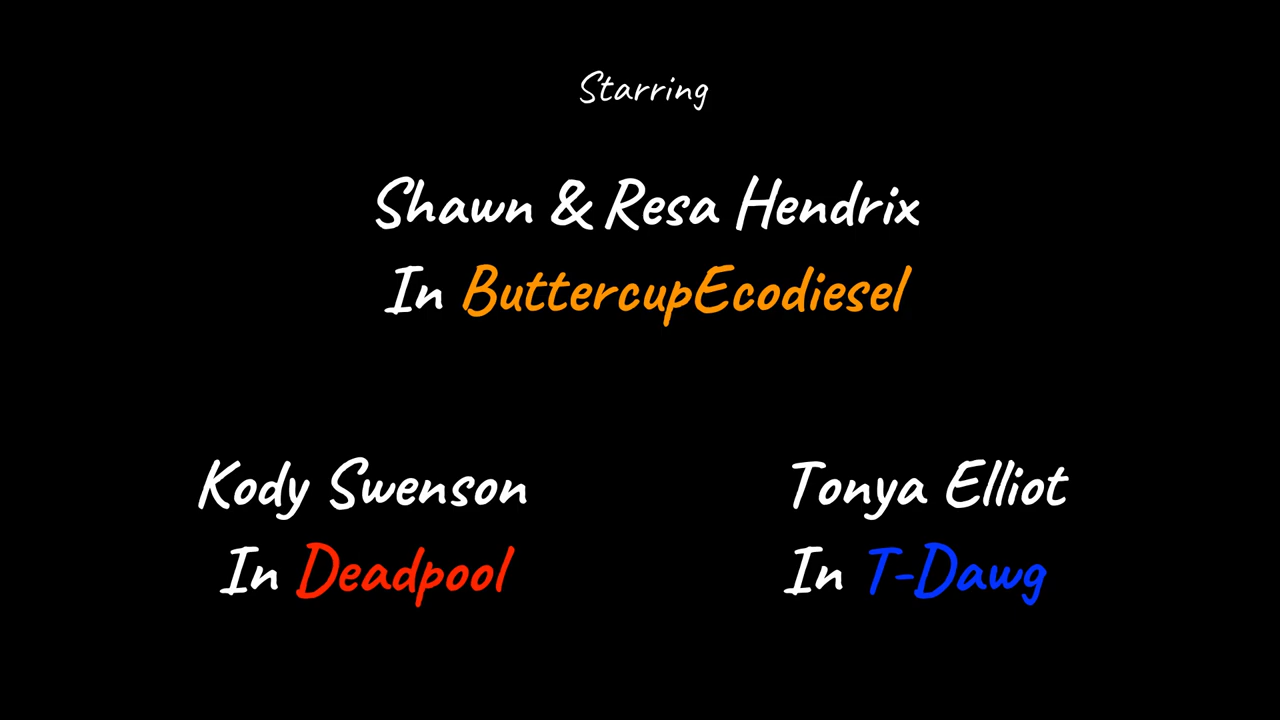 Starring
Shawn & Resa Hendrix
In ButtercupEcodiesel
Kody Swenson
In Deadpool
Tonya Elliot
In T-Dawg